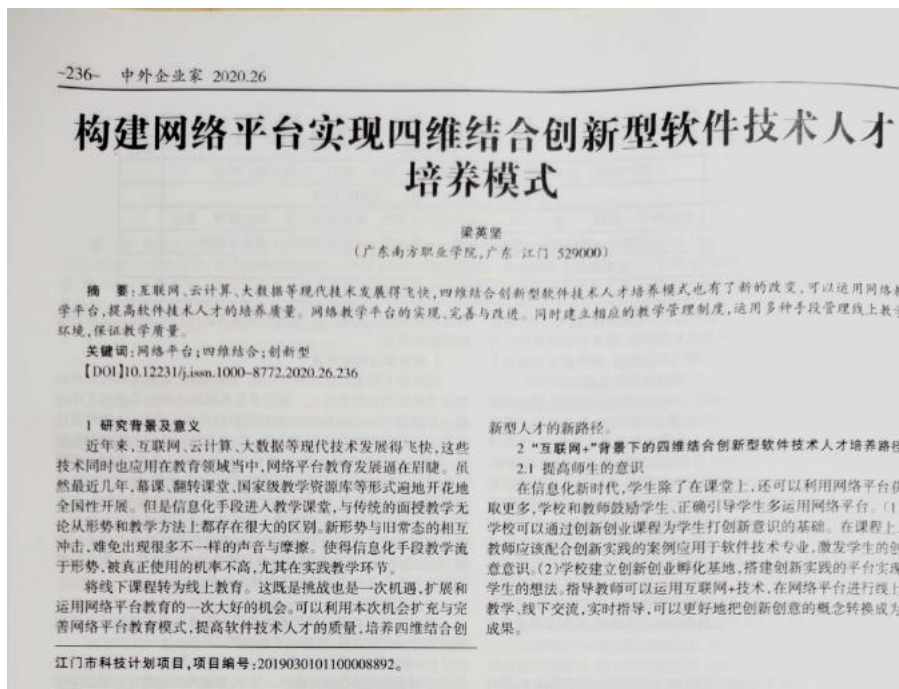 -236- 中外企业家 2020.26
构建网络平台实现四维结合创新型软件技术人才
培养模式
梁英坚
(广东南方职业学院,广东 江门 529000)
摘 要:互联网、云计算、大数据等现代技术发展得飞快,四维结合创新型软件技术人才培养模式也有了新的改变,可以运用网络教
学平台,提高软件技术人才的培养质量。网络教学平台的实现、完善与改进。同时建立相应的教学管理制度,运用多种手段管理线上教学
环境,保证教学质量。
关键词:网络平台;四维结合;创新型
【DOI】10.12231/j.issn.1000-8772.2020.26.236
1 研究背景及意义
近年来,互联网、云计算、大数据等现代技术发展得飞快,这些
技术同时也应用在教育领域当中,网络平台教育发展逼在眉睫。虽
然最近几年,慕课、翻转课堂、国家级教学资源库等形式遍地开花地
全国性开展。但是信息化手段进入教学课堂,与传统的面授教学无
论从形势和教学方法上都存在很大的区别。新形势与旧常态的相互
冲击,难免出现很多不一样的声音与摩擦。使得信息化手段教学流
于形势,被真正使用的机率不高,尤其在实践教学环节。
将线下课程转为线上教育。这既是挑战也是一次机遇,扩展和
运用网络平台教育的一次大好的机会。可以利用本次机会扩充与完
善网络平台教育模式,提高软件技术人才的质量,培养四维结合创
江门市科技计划项目,项目编号:2019030101100008892。
新型人才的新路径。
2 "互联网+"背景下的四维结合创新型软件技术人才培养路径
2.1 提高师生的意识
在信息化新时代,学生除了在课堂上,还可以利用网络平台获
取更多,学校和教师鼓励学生、正确引导学生多运用网络平台。(1)
学校可以通过创新创业课程为学生打创新意识的基础。在课程上,
教师应该配合创新实践的案例应用于软件技术专业,激发学生的创
意意识。(2)学校建立创新创业孵化基地,搭建创新实践的平台实现
学生的想法。指导教师可以运用互联网+技术,在网络平台进行线上
教学,线下交流,实时指导,可以更好地把创新创意的概念转换成为
成果。